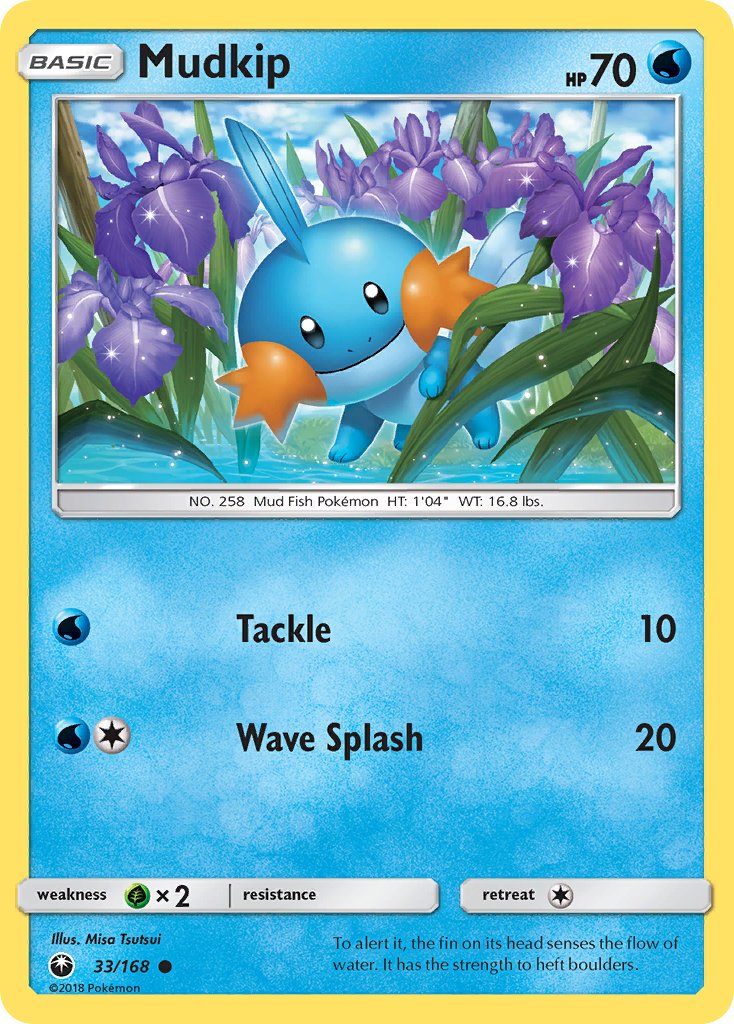 BASIC Mudkip HP 70
NO. 258 Mud Fish Pokémon HT: 1'04" WT: 16.8 lbs.
Tackle 10
Wave Splash 20
weakness ×2 resistance retreat
Illus. Misa Tsutsui
33/168
©2018 Pokémon
To alert it, the fin on its head senses the flow of
water. It has the strength to heft boulders.